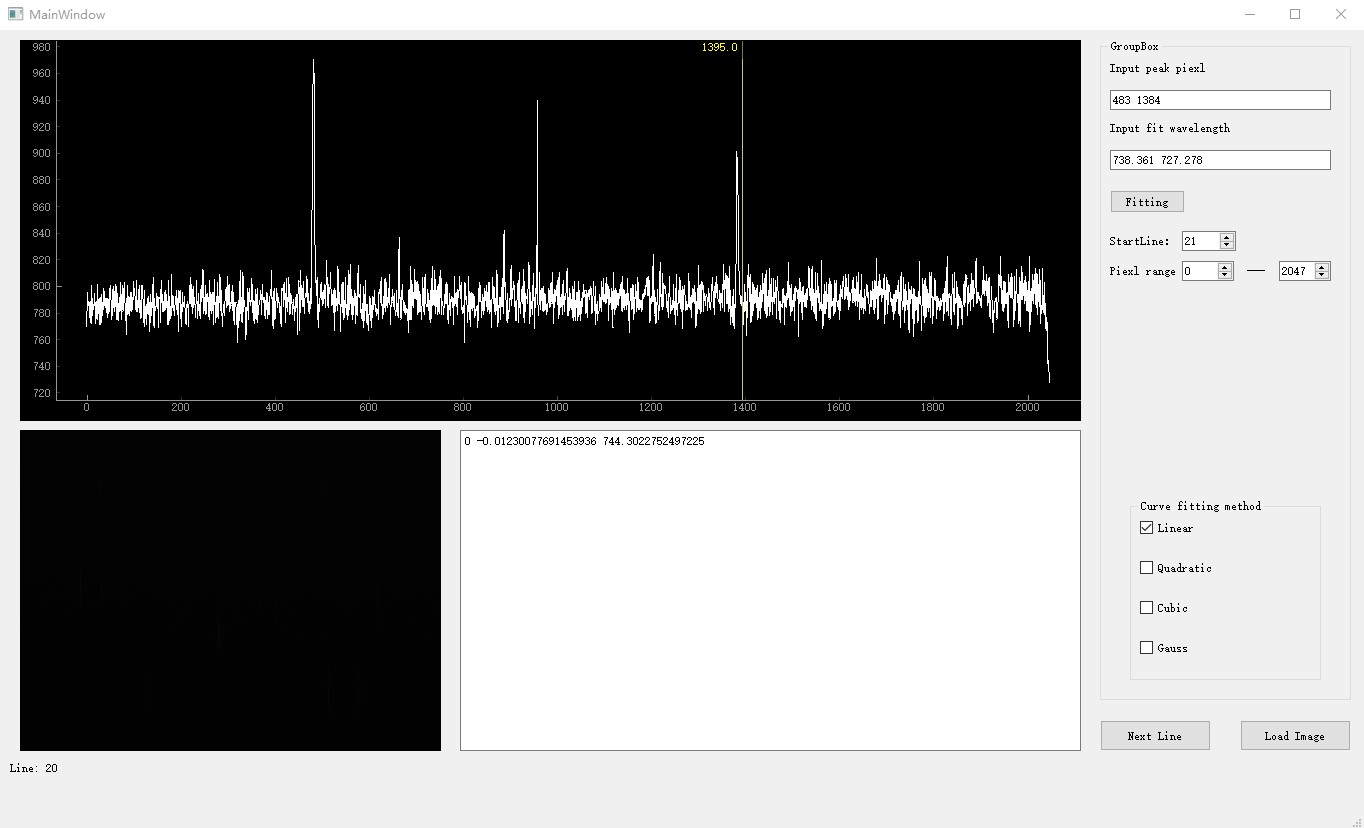 MainWindow
980
960
940
920
900
880
860
840
820
800
780
760
740
720
1395.0
0 200 400 600 800 1000 1200 1400 1600 1800 2000
GroupBox
Input peak piexl
483 1384
Input fit wavelength
738.361 727.278
Fitting
StartLine: 21
Piexl range 0 — 2047
0 -0.01230077691453936 744.3022752497225
Curve fitting method
Linear
Quadratic
Cubic
Gauss
Next Line Load Image
Line: 20